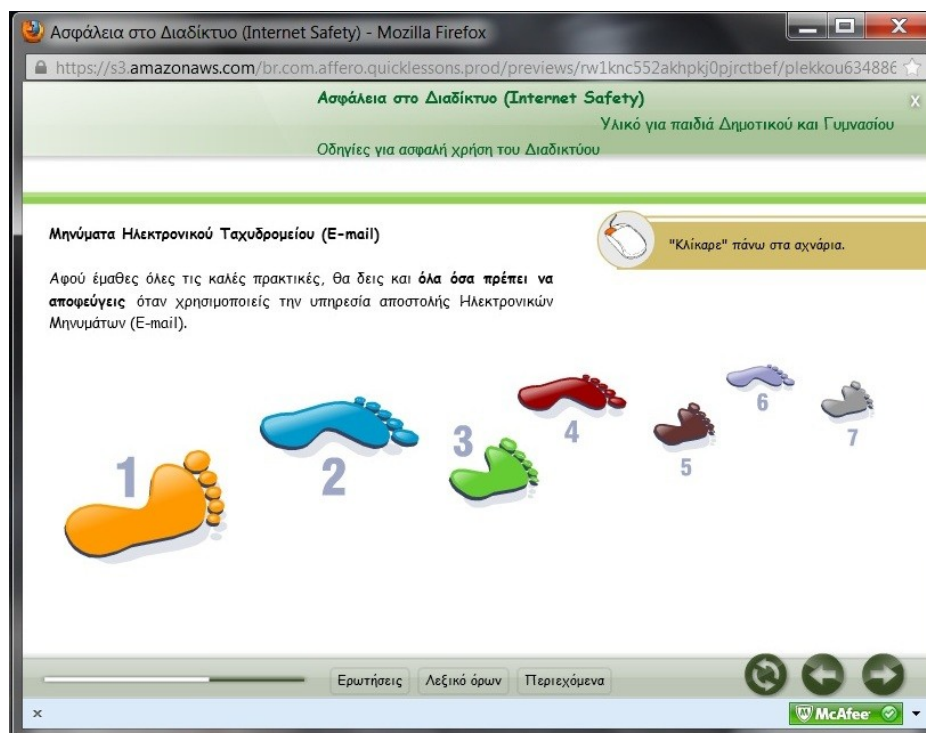 Ασφάλεια στο Διαδίκτυο (Internet Safety) - Mozilla Firefox
https://s3.amazonaws.com/br.com.affero.quicklessons.prod/previews/rw1knc552akhpkj0pjrctbef/plekkou634886
Ασφάλεια στο Διαδίκτυο (Internet Safety)
x
Υλικό για παιδιά Δημοτικού και Γυμνασίου
Οδηγίες για ασφαλή χρήση του Διαδικτύου
Μηνύματα Ηλεκτρονικού Ταχυδρομείου (E-mail)
"Κλίκαρε" πάνω στα αχνάρια.
Αφού έμαθες όλες τις καλές πρακτικές, θα δεις και όλα όσα πρέπει να
αποφεύγεις όταν χρησιμοποιείς την υπηρεσία αποστολής Ηλεκτρονικών
Μηνυμάτων (E-mail).
1
2
3
4
5
6
7
Ερωτήσεις Λεξικό όρων Περιεχόμενα
x
McAfee